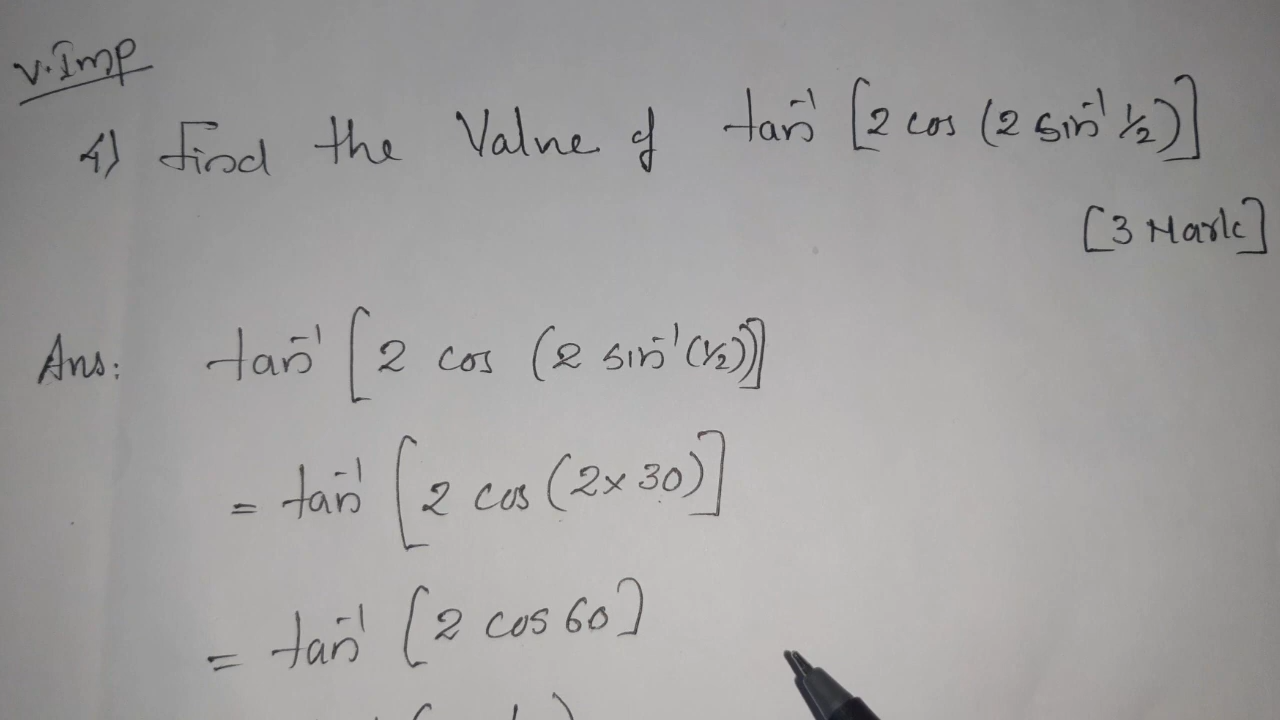 V.Imp
4) Find the Value of tan⁻¹ [2 cos (2 sin⁻¹ ½)]
[3 Mark]
Ans: tan⁻¹ [2 cos (2 sin⁻¹(½))]
= tan⁻¹ [2 cos (2×30)]
= tan⁻¹ [2 cos 60]